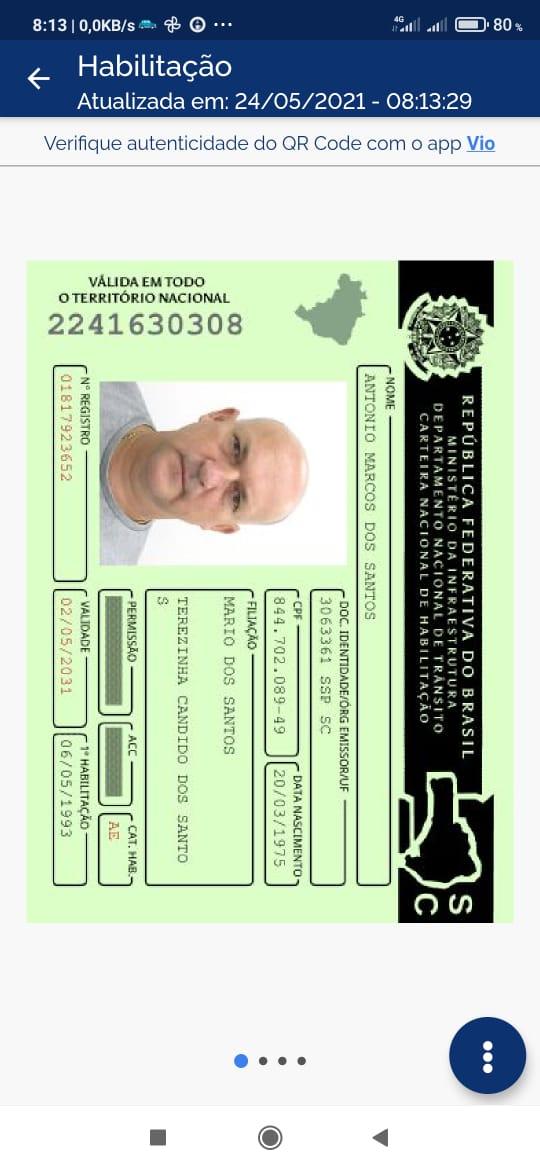 8:13 | 0,0KB/s
4G
80 %
Habilitação
Atualizada em: 24/05/2021 - 08:13:29
Verifique autenticidade do QR Code com o app Vio
VÁLIDA EM TODO
O TERRITÓRIO NACIONAL
2241630308
REPÚBLICA FEDERATIVA DO BRASIL
MINISTÉRIO DA INFRAESTRUTURA
DEPARTAMENTO NACIONAL DE TRÂNSITO
CARTEIRA NACIONAL DE HABILITAÇÃO
SC
NOME
ANTONIO MARCOS DOS SANTOS
DOC. IDENTIDADE/ÓRG EMISSOR/UF
3063361 SSP SC
CPF
844.702.089-49
DATA NASCIMENTO
20/03/1975
FILIAÇÃO
MARIO DOS SANTOS
TEREZINHA CANDIDO DOS SANTO
S
PERMISSÃO
ACC
CAT. HAB.
AE
Nº REGISTRO
01817923652
VALIDADE
02/05/2031
1ª HABILITAÇÃO
06/05/1993